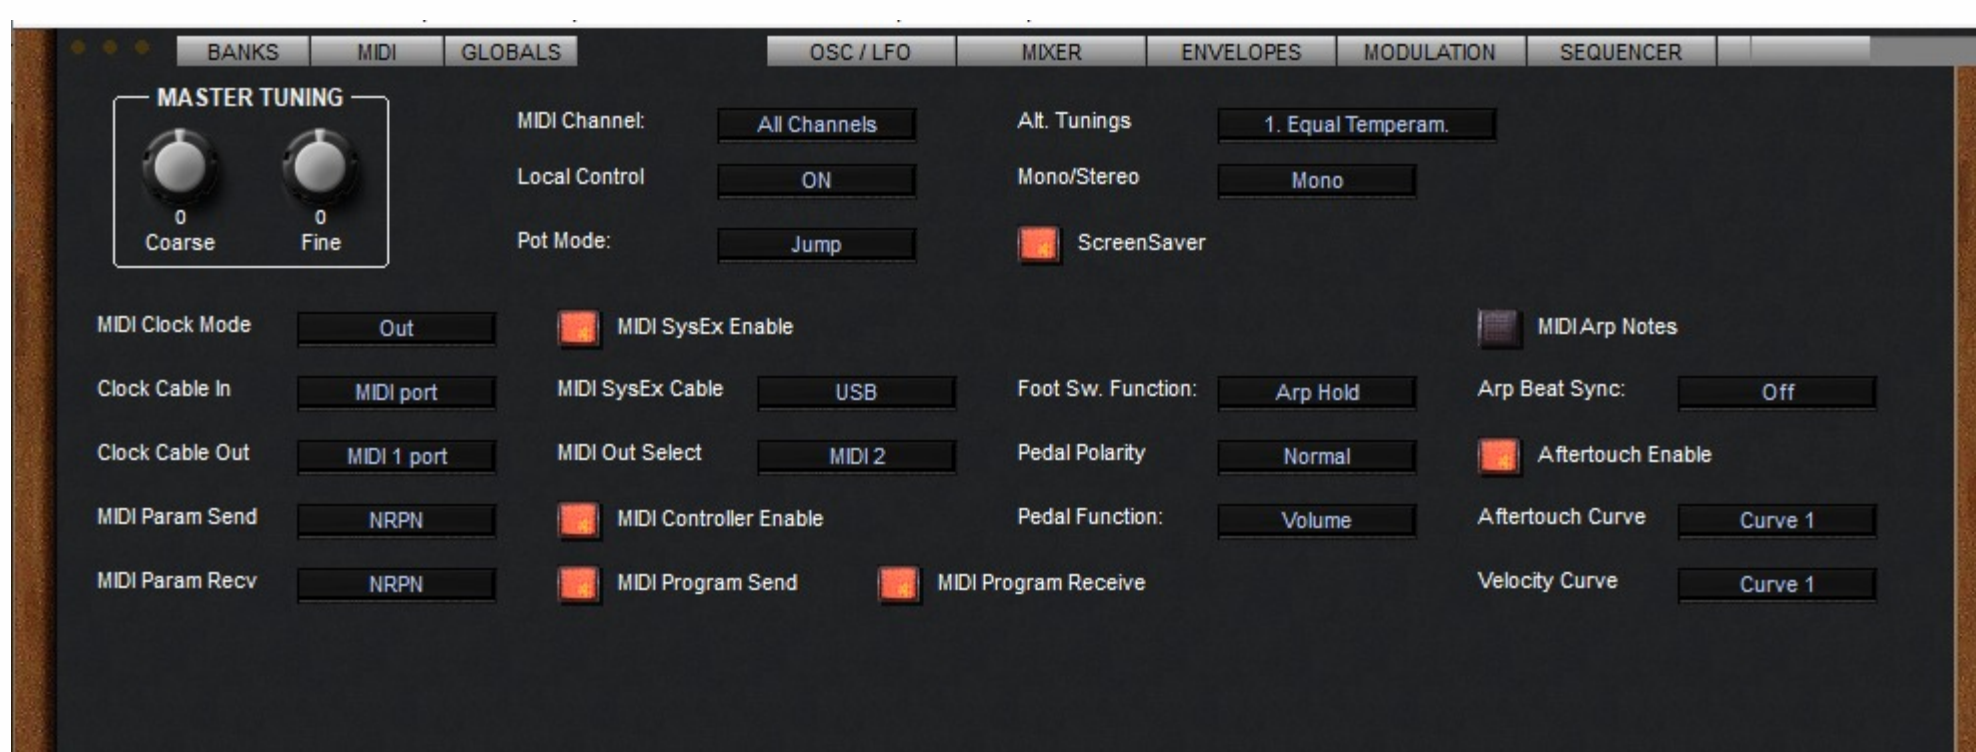 BANKS MIDI GLOBALS OSC / LFO MIXER ENVELOPES MODULATION SEQUENCER
MASTER TUNING
0 0
Coarse Fine
MIDI Channel: All Channels Alt. Tunings 1. Equal Temperam.
Local Control ON Mono/Stereo Mono
Pot Mode: Jump ScreenSaver
MIDI Clock Mode Out MIDI SysEx Enable MIDI Arp Notes
Clock Cable In MIDI port MIDI SysEx Cable USB Foot Sw. Function: Arp Hold Arp Beat Sync: Off
Clock Cable Out MIDI 1 port MIDI Out Select MIDI 2 Pedal Polarity Normal Aftertouch Enable
MIDI Param Send NRPN MIDI Controller Enable Pedal Function: Volume Aftertouch Curve Curve 1
MIDI Param Recv NRPN MIDI Program Send MIDI Program Receive Velocity Curve Curve 1